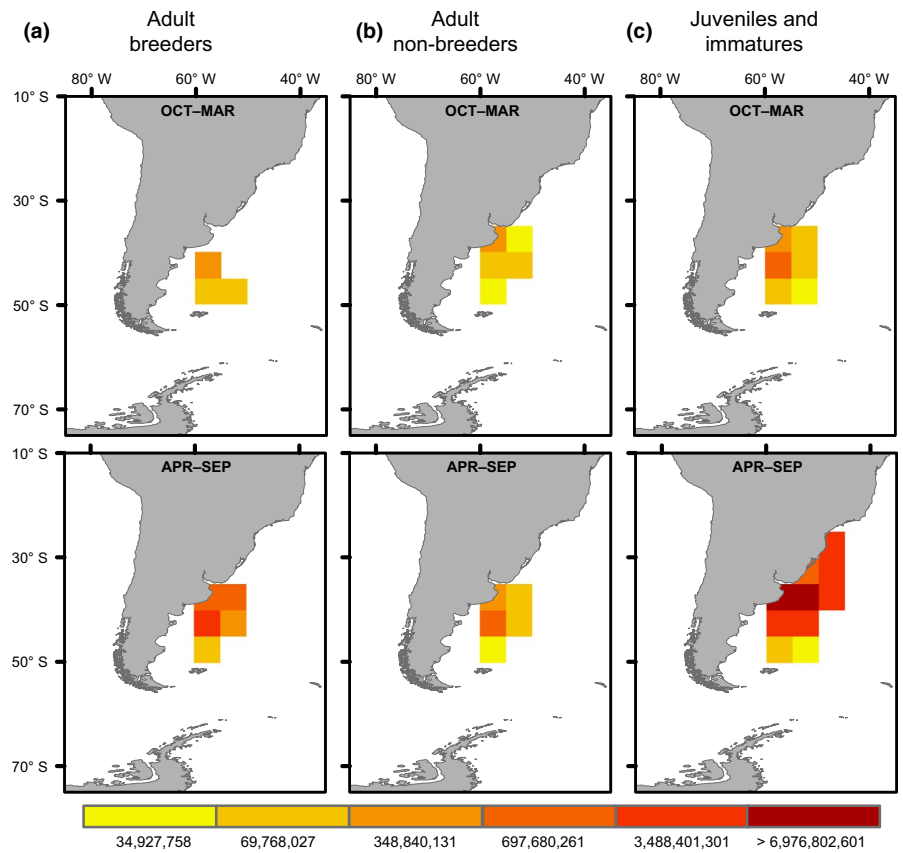 (a) Adult breeders
(b) Adult non-breeders
(c) Juveniles and immatures
80° W 60° W 40° W
80° W 60° W 40° W
80° W 60° W 40° W
10° S
OCT–MAR
OCT–MAR
OCT–MAR
30° S
50° S
70° S
10° S
APR–SEP
APR–SEP
APR–SEP
30° S
50° S
70° S
34,927,758
69,768,027
348,840,131
697,680,261
3,488,401,301
> 6,976,802,601